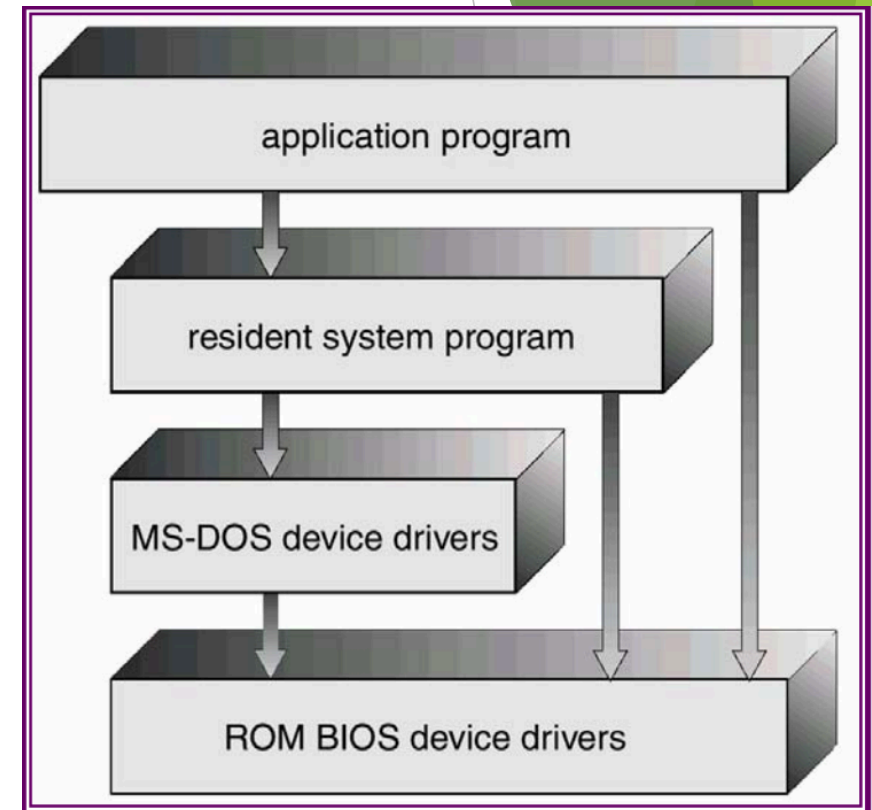 application program
resident system program
MS-DOS device drivers
ROM BIOS device drivers